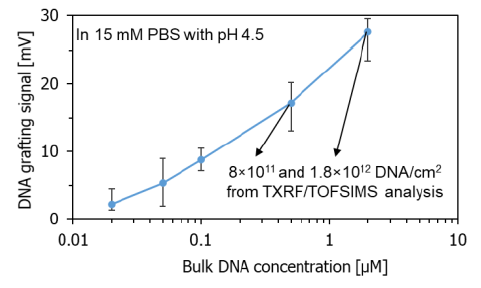 30
In 15 mM PBS with pH 4.5
20
10
0
DNA grafting signal [mV]
8×10¹¹ and 1.8×10¹² DNA/cm²
from TXRF/TOFSIMS analysis
0.01 0.1 1 10
Bulk DNA concentration [µM]